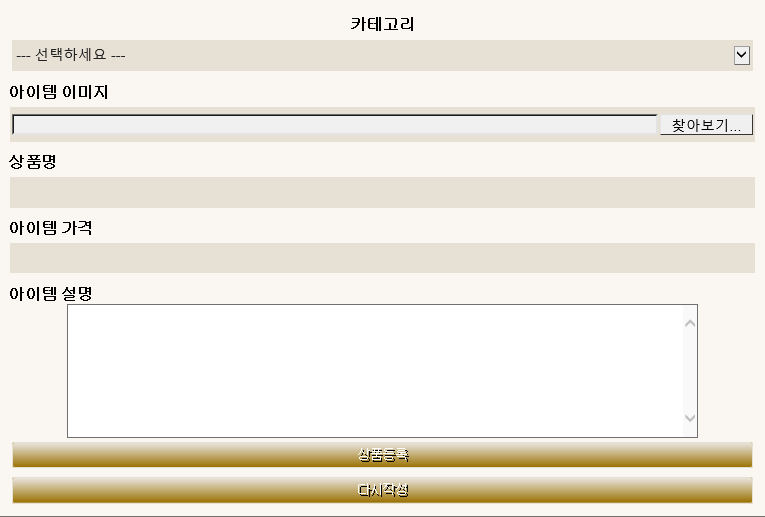 카테고리
--- 선택하세요 ---
아이템 이미지
찾아보기...
상품명
아이템 가격
아이템 설명
상품등록
다시작성